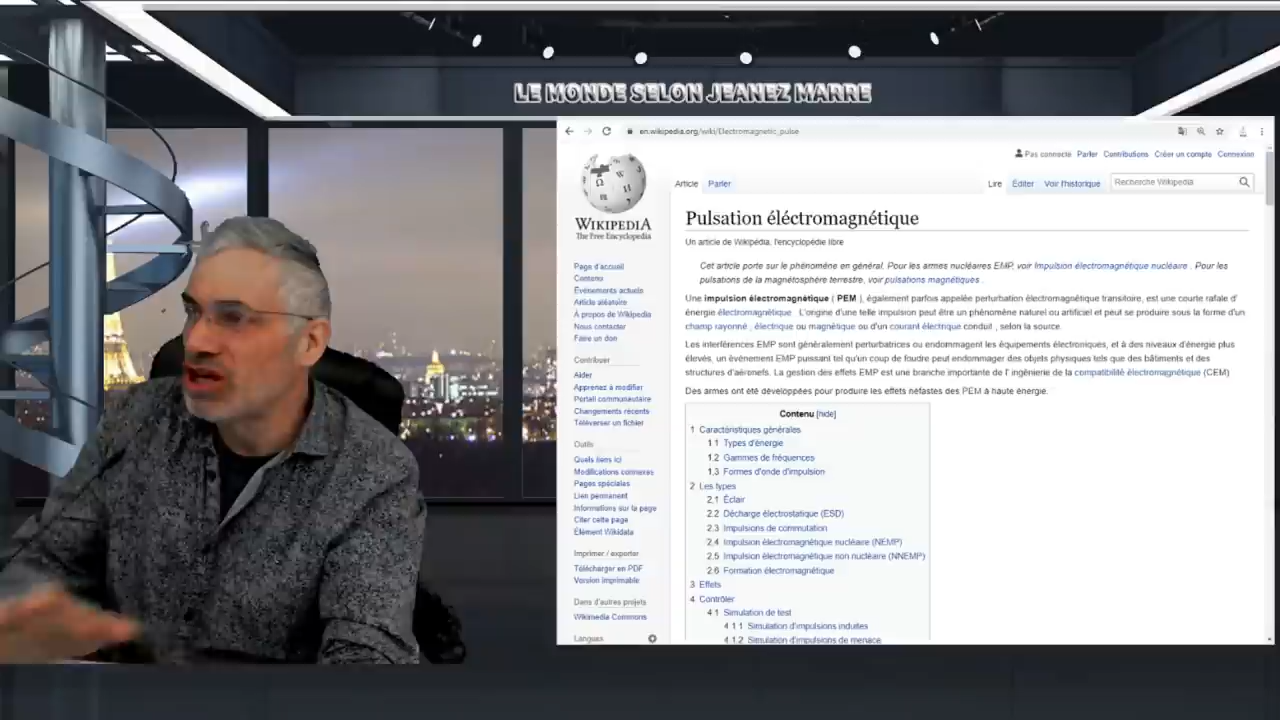 LE MONDE SELON JEANEZ MARRE
en.wikipedia.org/wiki/Electromagnetic_pulse
Pas connecté Parler Contributions Créer un compte Connexion
Article Parler
Lire Éditer Voir l'historique Recherche Wikipedia
WIKIPEDIA
The Free Encyclopedia
Page d'accueil
Contenu
Événements actuels
Article aléatoire
À propos de Wikipedia
Nous contacter
Faire un don
Contribuer
Aider
Apprenez à modifier
Portail communautaire
Changements récents
Téléverser un fichier
Outils
Quels liens ici
Modifications connexes
Pages spéciales
Lien permanent
Informations sur la page
Citer cette page
Élément Wikidata
Imprimer / exporter
Télécharger en PDF
Version imprimable
Dans d'autres projets
Wikimedia Commons
Langues
Pulsation éléctromagnétique
Un article de Wikipédia, l'encyclopédie libre
Cet article porte sur le phénomène en général. Pour les armes nucléaires EMP, voir Impulsion électromagnétique nucléaire . Pour les
pulsations de la magnétosphère terrestre, voir pulsations magnétiques .
Une impulsion électromagnétique ( PEM ), également parfois appelée perturbation électromagnétique transitoire, est une courte rafale d'
énergie électromagnétique . L'origine d'une telle impulsion peut être un phénomène naturel ou artificiel et peut se produire sous la forme d'un
champ rayonné , électrique ou magnétique ou d'un courant électrique conduit , selon la source.
Les interférences EMP sont généralement perturbatrices ou endommagent les équipements électroniques, et à des niveaux d'énergie plus
élevés, un événement EMP puissant tel qu'un coup de foudre peut endommager des objets physiques tels que des bâtiments et des
structures d'aéronefs. La gestion des effets EMP est une branche importante de l' ingénierie de la compatibilité électromagnétique (CEM)
Des armes ont été développées pour produire les effets néfastes des PEM à haute énergie.
Contenu [hide]
1 Caractéristiques générales
1.1 Types d'énergie
1.2 Gammes de fréquences
1.3 Formes d'onde d'impulsion
2 Les types
2.1 Éclair
2.2 Décharge électrostatique (ESD)
2.3 Impulsions de commutation
2.4 Impulsion électromagnétique nucléaire (NEMP)
2.5 Impulsion électromagnétique non nucléaire (NNEMP)
2.6 Formation électromagnétique
3 Effets
4 Contrôler
4.1 Simulation de test
4.1.1 Simulation d'impulsions induites
4.1.2 Simulation d'impulsions de menace